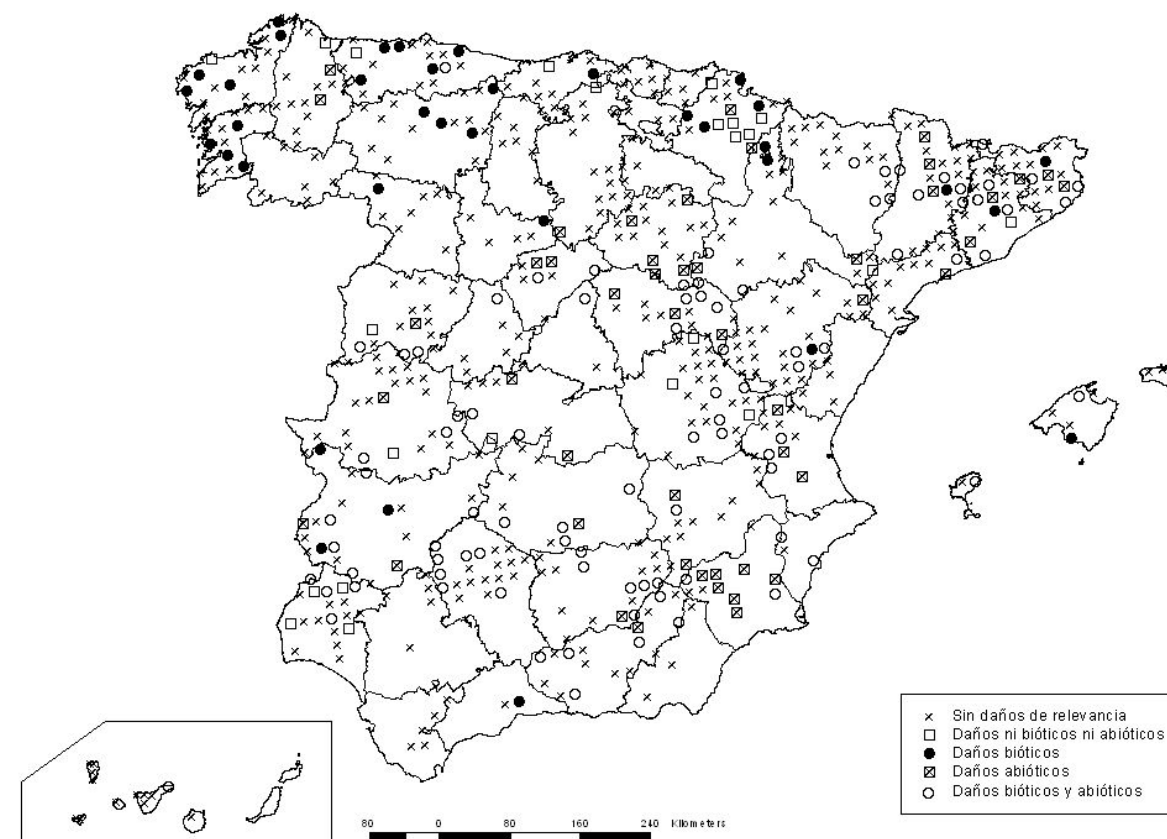 Sin daños de relevancia
Daños ni bióticos ni abióticos
Daños bióticos
Daños abióticos
Daños bióticos y abióticos
80 0 80 160 240 Kilometers